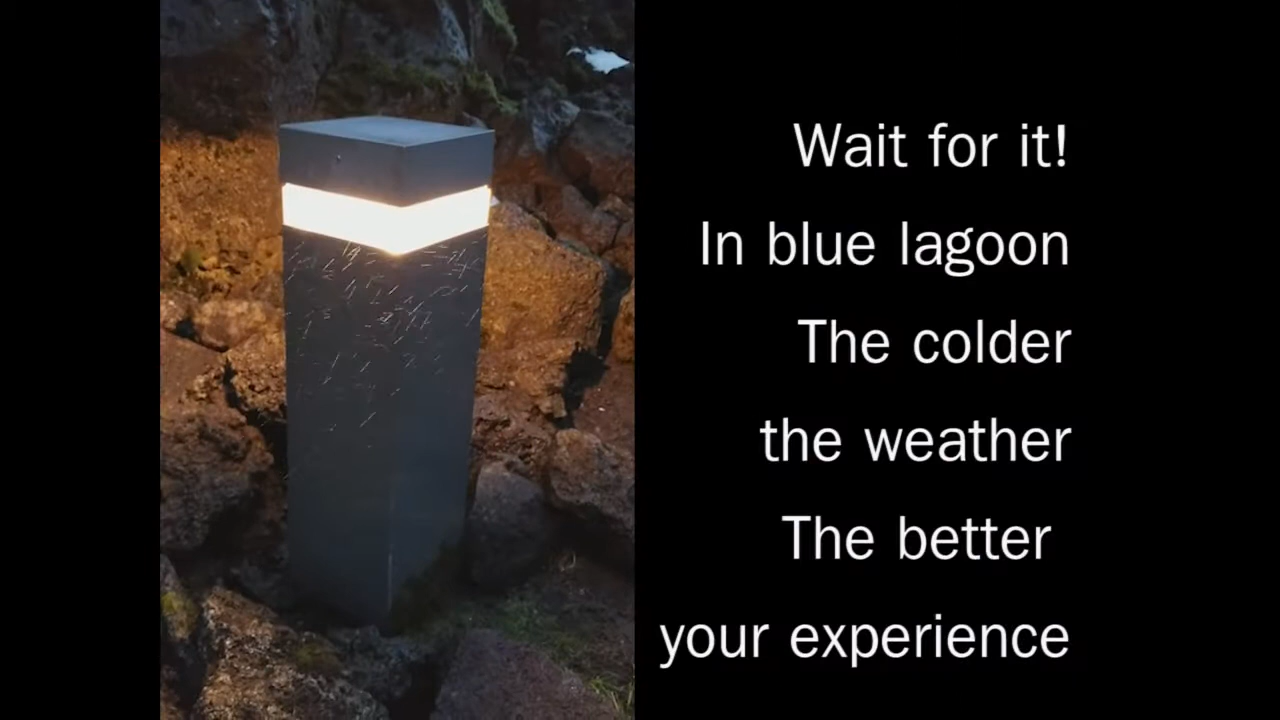 Wait for it!
In blue lagoon
The colder
the weather
The better
your experience